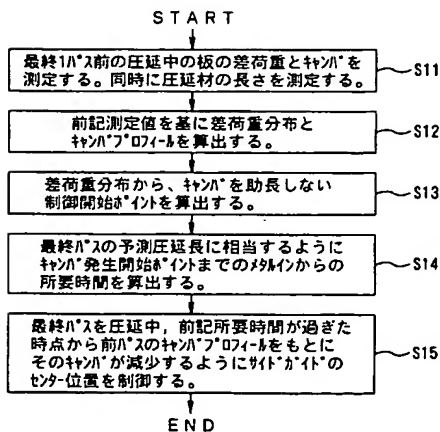 START
最終1パス前の圧延中の板の差荷重とキャンバを
測定する。同時に圧延材の長さを測定する。
S11
前記測定値を基に差荷重分布と
キャンバプロフィールを算出する。
S12
差荷重分布から、キャンバを助長しない
制御開始ポイントを算出する。
S13
最終パスの予測圧延長に相当するように
キャンバ発生開始ポイントまでのメタルインからの
所要時間を算出する。
S14
最終パスを圧延中,前記所要時間が過ぎた
時点から前パスのキャンバプロフィールをもとに
そのキャンバが減少するようにサイドガイドの
センター位置を制御する。
S15
END